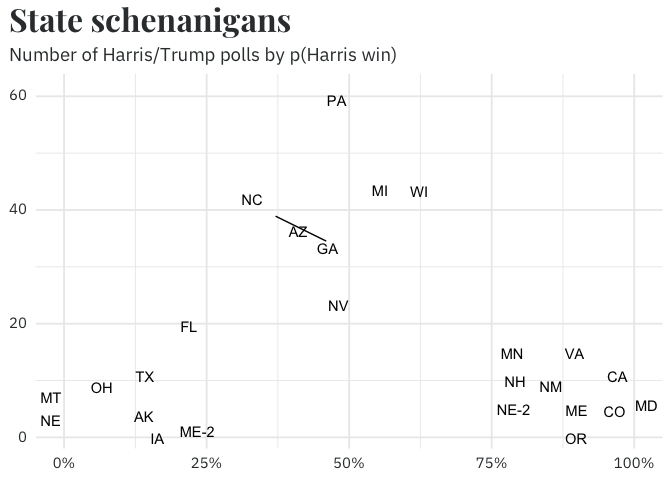 State schenanigans
Number of Harris/Trump polls by p(Harris win)
60
PA
MI WI
NC
40
AZ
GA
NV
20
FL
MN VA
TX
CA
NH
NM
OH
MT
MD
NE-2 ME CO
AK
NE
ME-2
IA
OR
0
0% 25% 50% 75% 100%